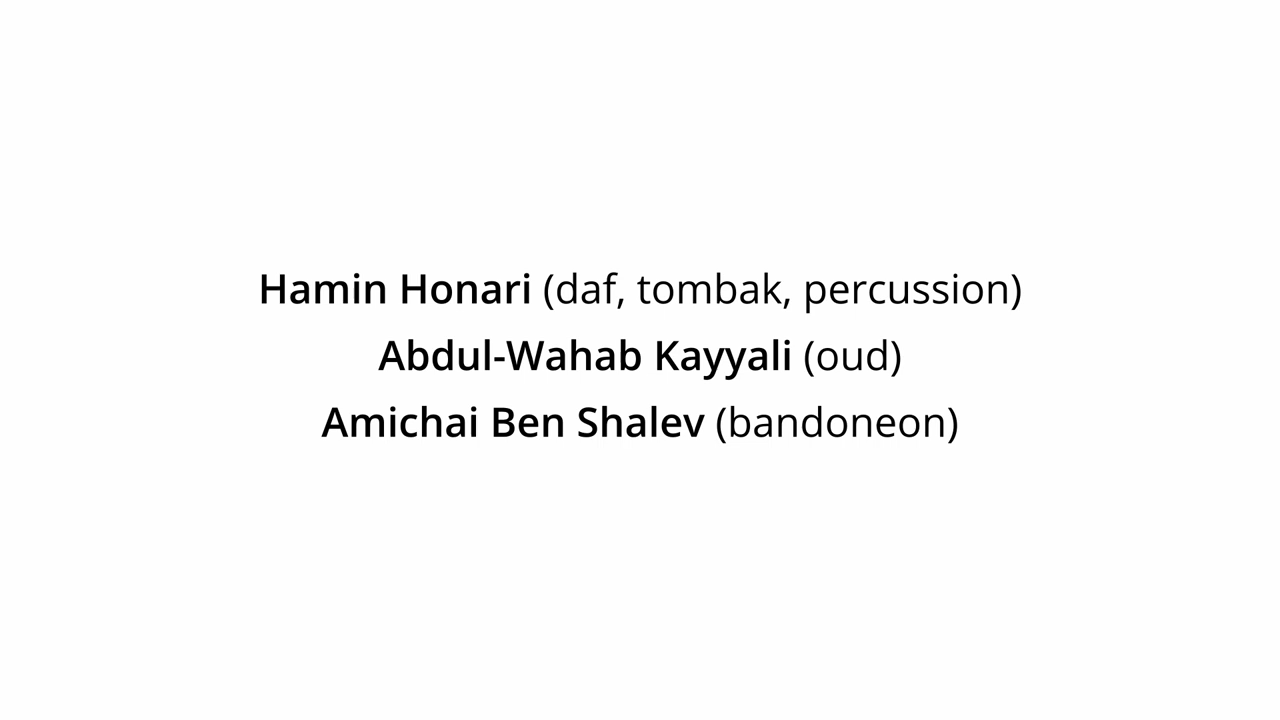 Hamin Honari (daf, tombak, percussion)
Abdul-Wahab Kayyali (oud)
Amichai Ben Shalev (bandoneon)